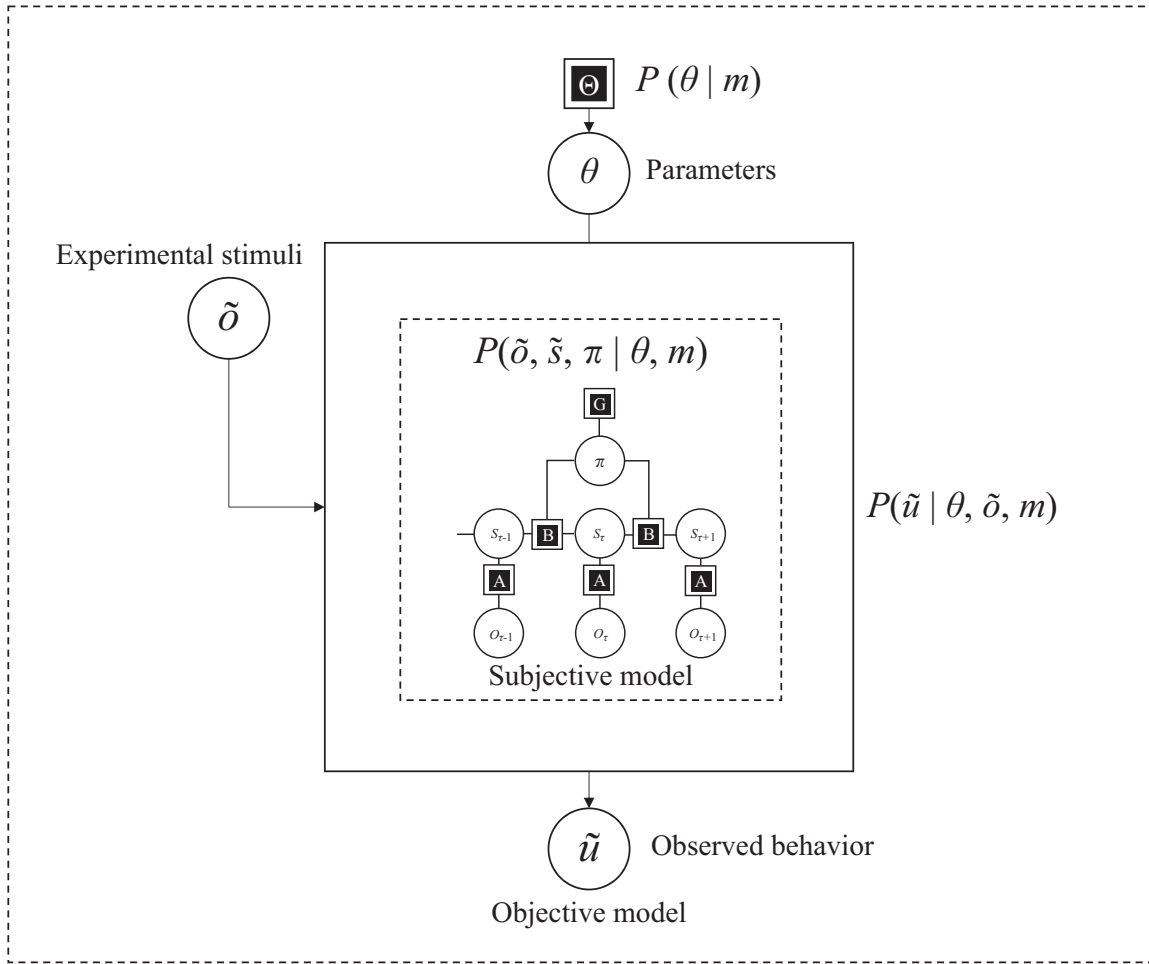 Θ P (θ | m)
θ Parameters
Experimental stimuli
õ
P(õ, s̃, π | θ, m)
G
π
P(ũ | θ, õ, m)
Sτ-1 B Sτ B Sτ+1
A A A
Oτ-1 Oτ Oτ+1
Subjective model
ũ Observed behavior
Objective model